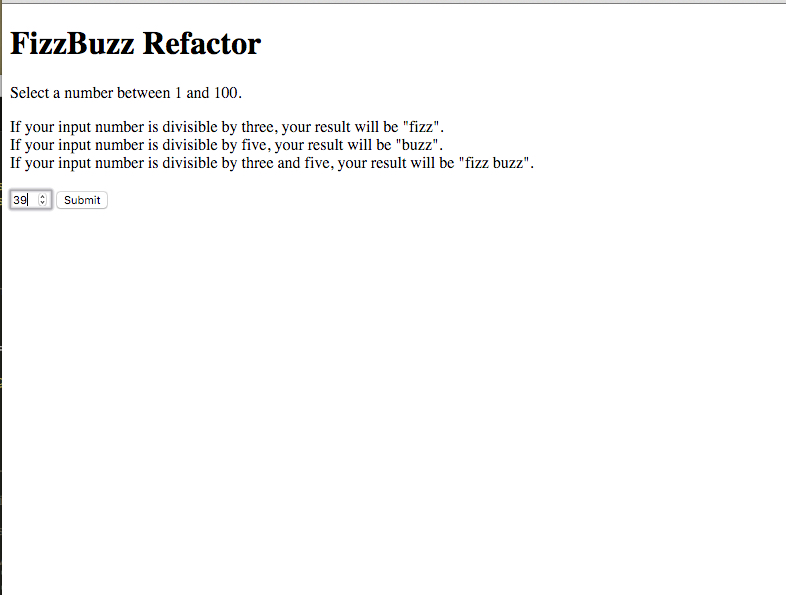 FizzBuzz Refactor
Select a number between 1 and 100.
If your input number is divisible by three, your result will be "fizz".
If your input number is divisible by five, your result will be "buzz".
If your input number is divisible by three and five, your result will be "fizz buzz".
39 Submit